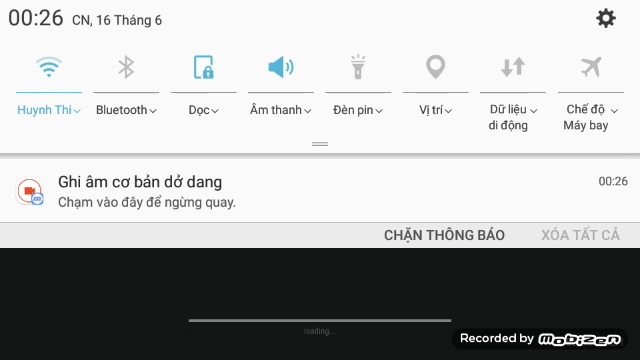 00:26 CN, 16 Tháng 6
Huynh Thi
Bluetooth
Dọc
Âm thanh
Đèn pin
Vị trí
Dữ liệu
di động
Chế độ
Máy bay
Ghi âm cơ bản dở dang
00:26
Chạm vào đây để ngừng quay.
CHẶN THÔNG BÁO
XÓA TẤT CẢ
loading...
Recorded by mobizen